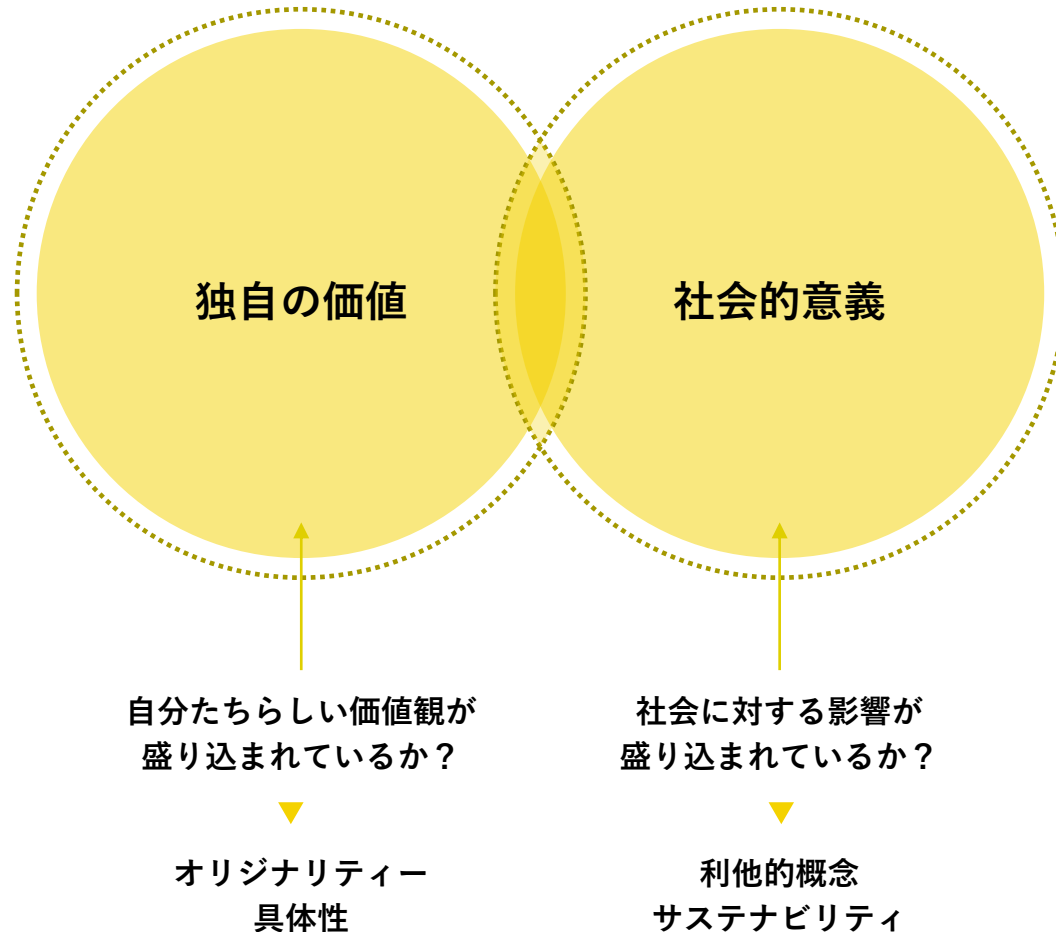 独自の価値
社会的意義
自分たちらしい価値観が
盛り込まれているか？
社会に対する影響が
盛り込まれているか？
オリジナリティー
具体性
利他的概念
サステナビリティ